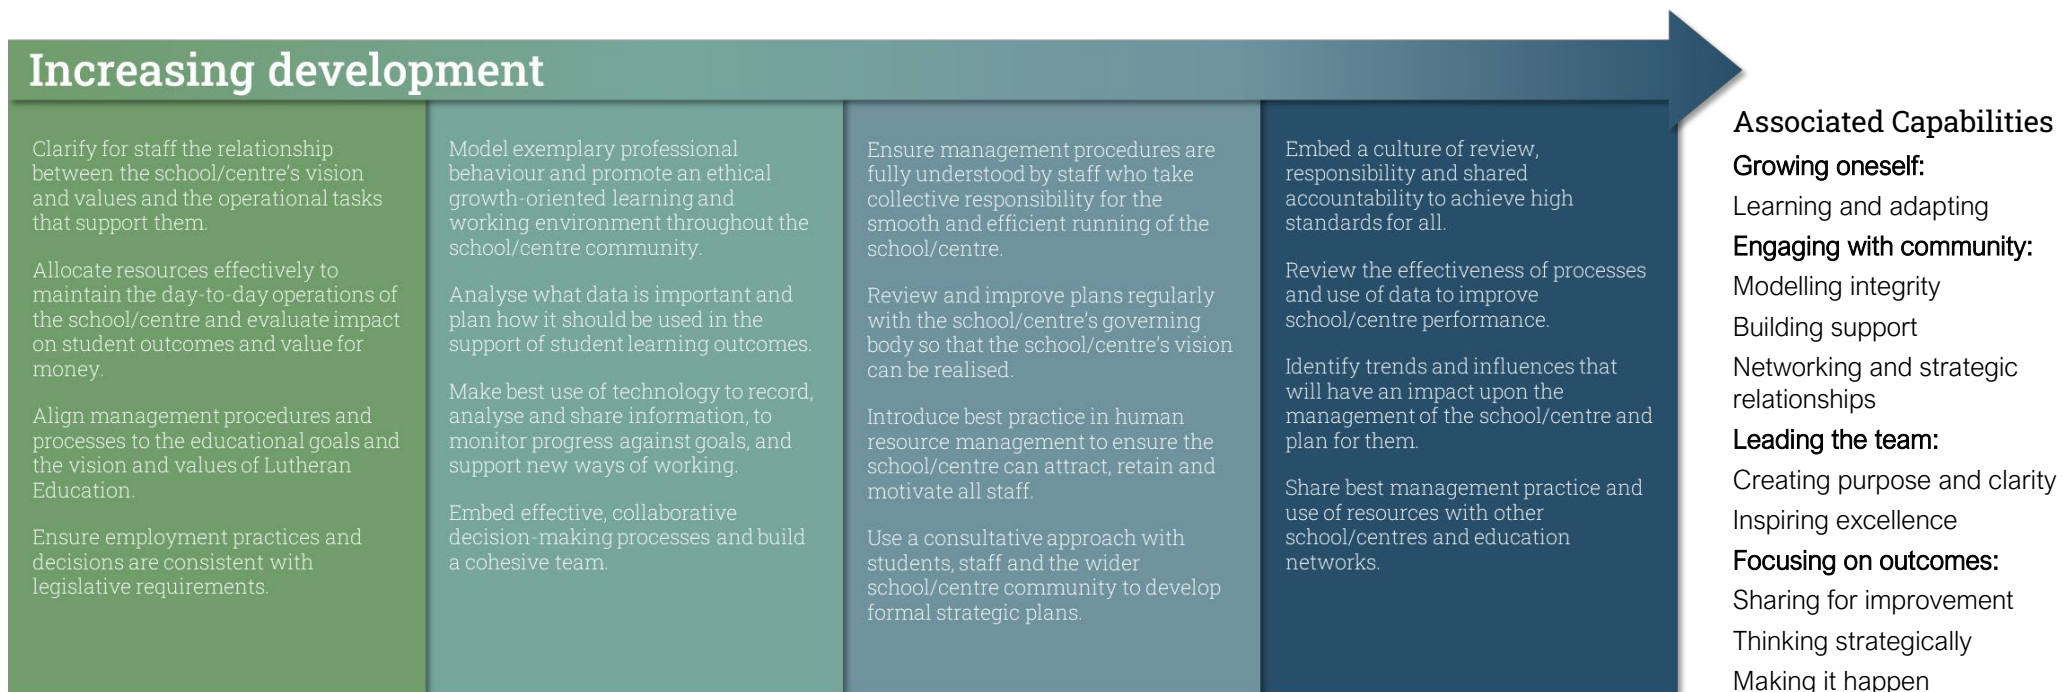 Increasing development
Clarify for staff the relationship
between the school/centre's vision
and values and the operational tasks
that support them.
Allocate resources effectively to
maintain the day-to-day operations of
the school/centre and evaluate impact
on student outcomes and value for
money.
Align management procedures and
processes to the educational goals and
the vision and values of Lutheran
Education.
Ensure employment practices and
decisions are consistent with
legislative requirements.
Model exemplary professional
behaviour and promote an ethical
growth-oriented learning and
working environment throughout the
school/centre community.
Analyse what data is important and
plan how it should be used in the
support of student learning outcomes.
Make best use of technology to record,
analyse and share information, to
monitor progress against goals, and
support new ways of working.
Embed effective, collaborative
decision-making processes and build
a cohesive team.
Ensure management procedures are
fully understood by staff who take
collective responsibility for the
smooth and efficient running of the
school/centre.
Review and improve plans regularly
with the school/centre's governing
body so that the school/centre's vision
can be realised.
Introduce best practice in human
resource management to ensure the
school/centre can attract, retain and
motivate all staff.
Use a consultative approach with
students, staff and the wider
school/centre community to develop
formal strategic plans.
Embed a culture of review,
responsibility and shared
accountability to achieve high
standards for all.
Review the effectiveness of processes
and use of data to improve
school/centre performance.
Identify trends and influences that
will have an impact upon the
management of the school/centre and
plan for them.
Share best management practice and
use of resources with other
school/centres and education
networks.
Associated Capabilities
Growing oneself:
Learning and adapting
Engaging with community:
Modelling integrity
Building support
Networking and strategic
relationships
Leading the team:
Creating purpose and clarity
Inspiring excellence
Focusing on outcomes:
Sharing for improvement
Thinking strategically
Making it happen